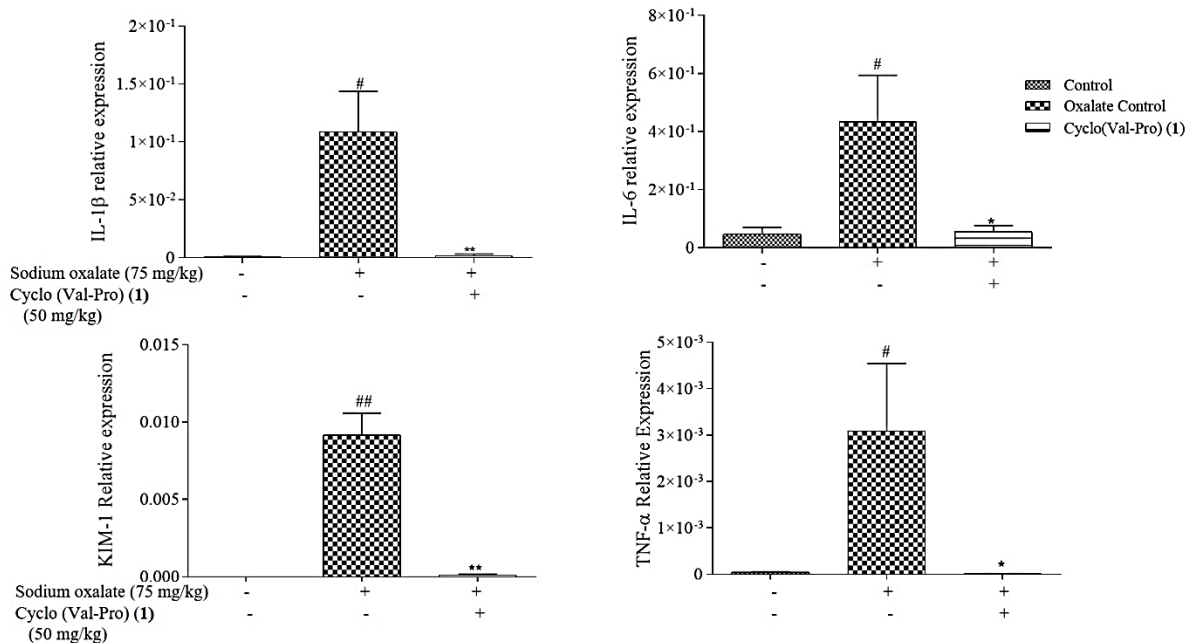 IL-1β relative expression
2×10⁻¹
1.5×10⁻¹
1×10⁻¹
5×10⁻²
0
#
**
Sodium oxalate (75 mg/kg) - + +
Cyclo (Val-Pro) (1) - - +
(50 mg/kg)
IL-6 relative expression
8×10⁻¹
6×10⁻¹
4×10⁻¹
2×10⁻¹
0
#
*
- + +
- - +
Control
Oxalate Control
Cyclo(Val-Pro) (1)
KIM-1 Relative expression
0.015
0.010
0.005
0.000
##
**
Sodium oxalate (75 mg/kg) - + +
Cyclo (Val-Pro) (1) - - +
(50 mg/kg)
TNF-α Relative Expression
5×10⁻³
4×10⁻³
3×10⁻³
2×10⁻³
1×10⁻³
0
#
*
- + +
- - +